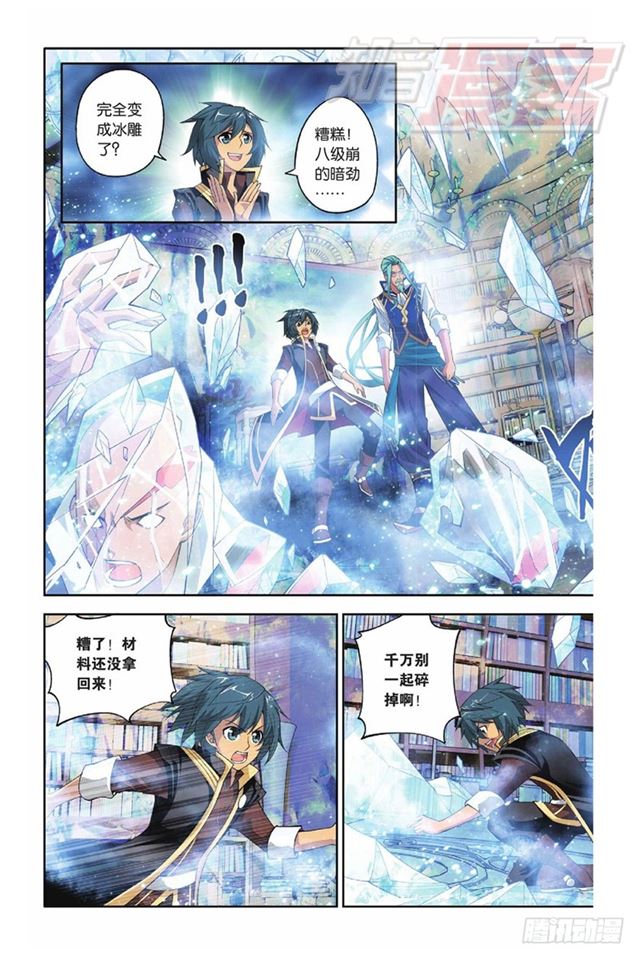 知音漫客
完全变
成冰雕
了？
糟糕！
八级崩
的暗劲
……
!!!
糟了！材
料还没拿
回来！
千万别
一起碎
掉啊！
腾讯动漫